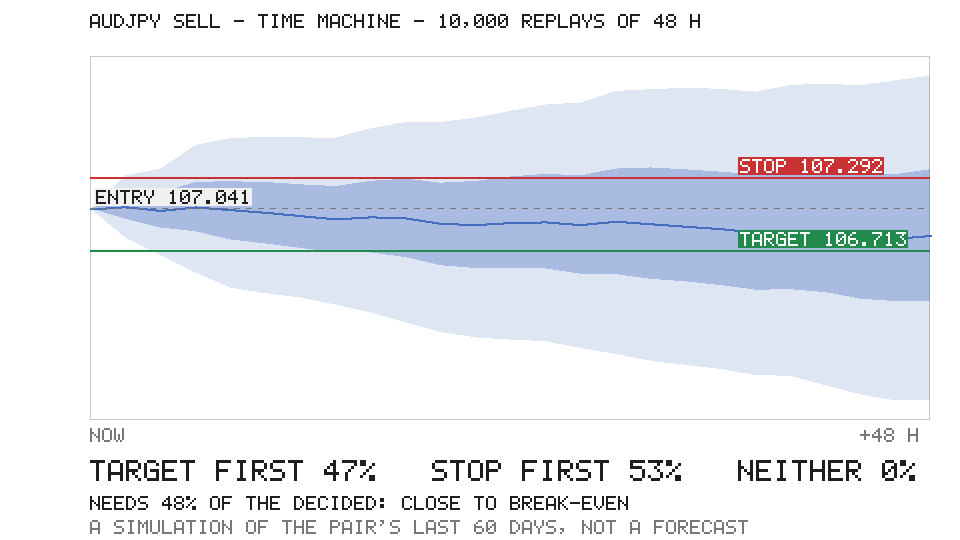 AUDJPY SELL - TIME MACHINE - 10,000 REPLAYS OF 48 H
STOP 107.292
ENTRY 107.041
TARGET 106.713
NOW +48 H
TARGET FIRST 47% STOP FIRST 53% NEITHER 0%
NEEDS 48% OF THE DECIDED: CLOSE TO BREAK-EVEN
A SIMULATION OF THE PAIR'S LAST 60 DAYS, NOT A FORECAST